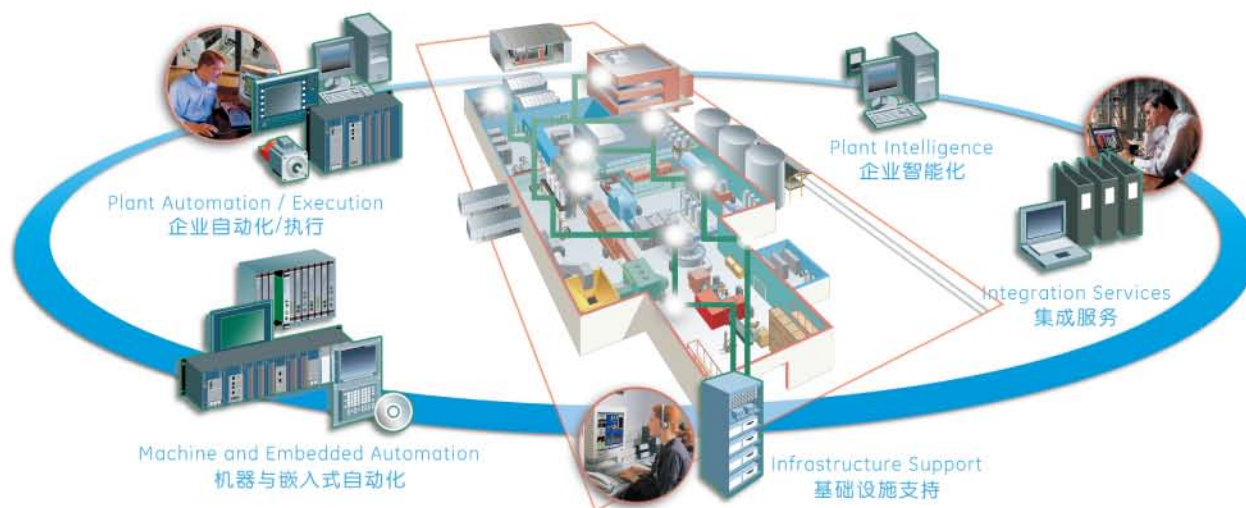 Plant Automation / Execution
企业自动化/执行
Plant Intelligence
企业智能化
Integration Services
集成服务
Machine and Embedded Automation
机器与嵌入式自动化
Infrastructure Support
基础设施支持